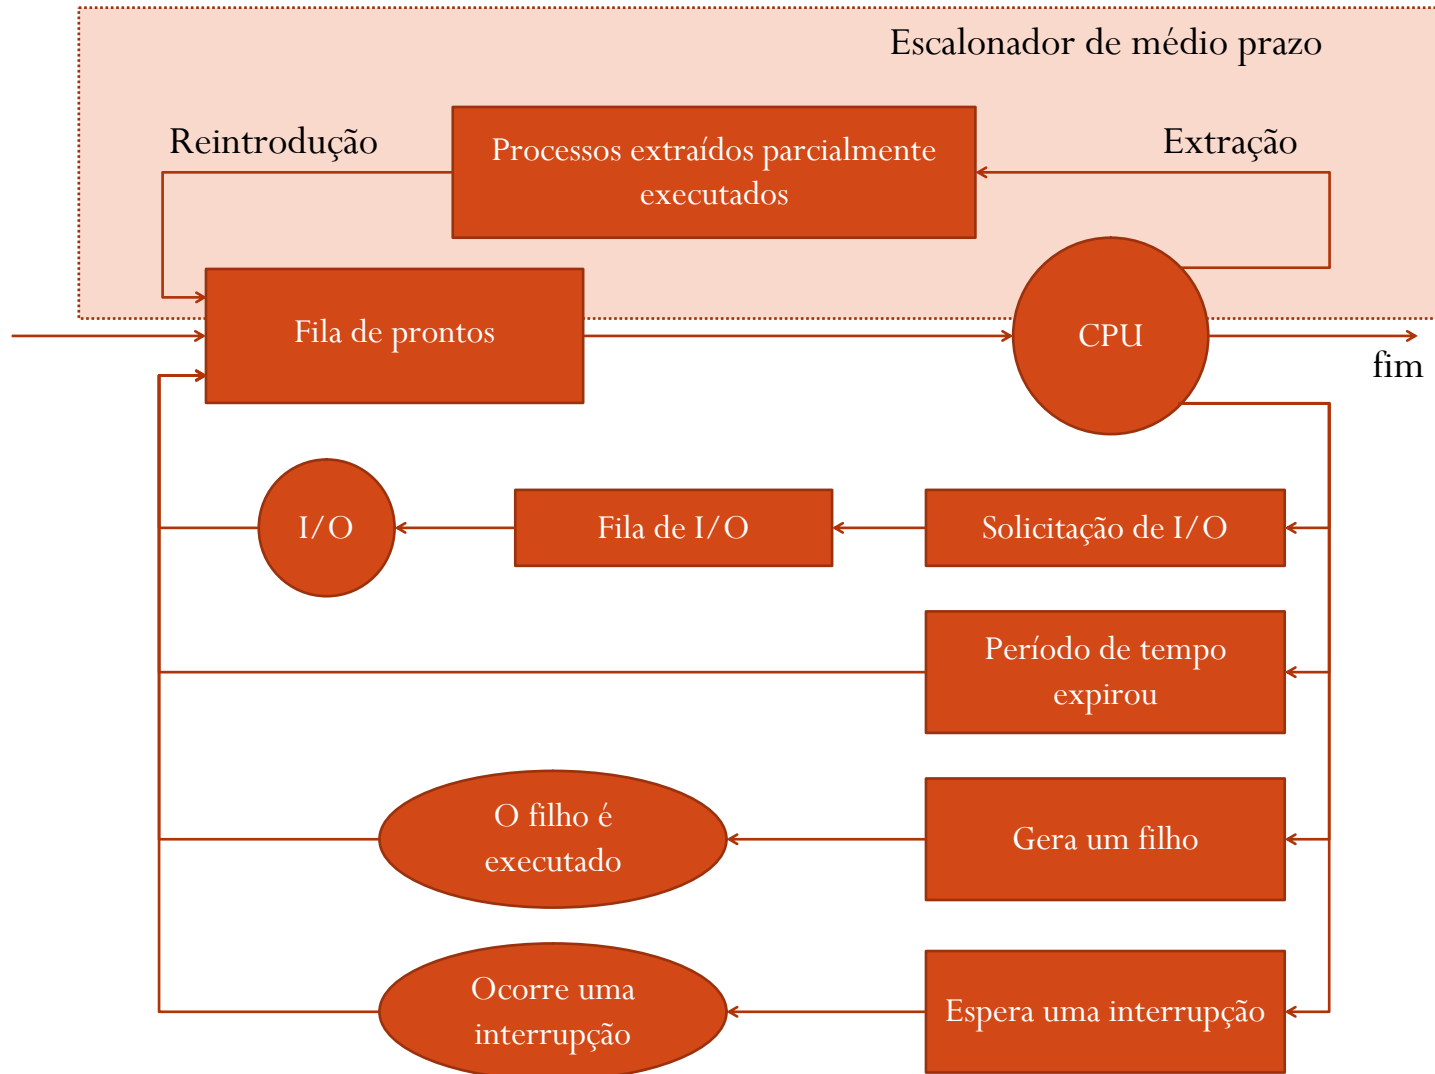 Escalonador de médio prazo
Reintrodução
Processos extraídos parcialmente
executados
Extração
Fila de prontos
CPU
fim
I/O
Fila de I/O
Solicitação de I/O
Período de tempo
expirou
O filho é
executado
Gera um filho
Ocorre uma
interrupção
Espera uma interrupção